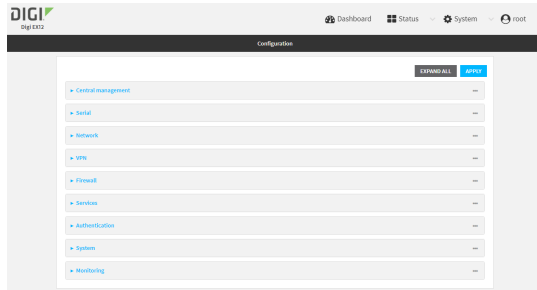 DIGI
Digi EX12
Dashboard Status System root
Configuration
EXPAND ALL APPLY
Central management
Serial
Network
VPN
Firewall
Services
Authentication
System
Monitoring